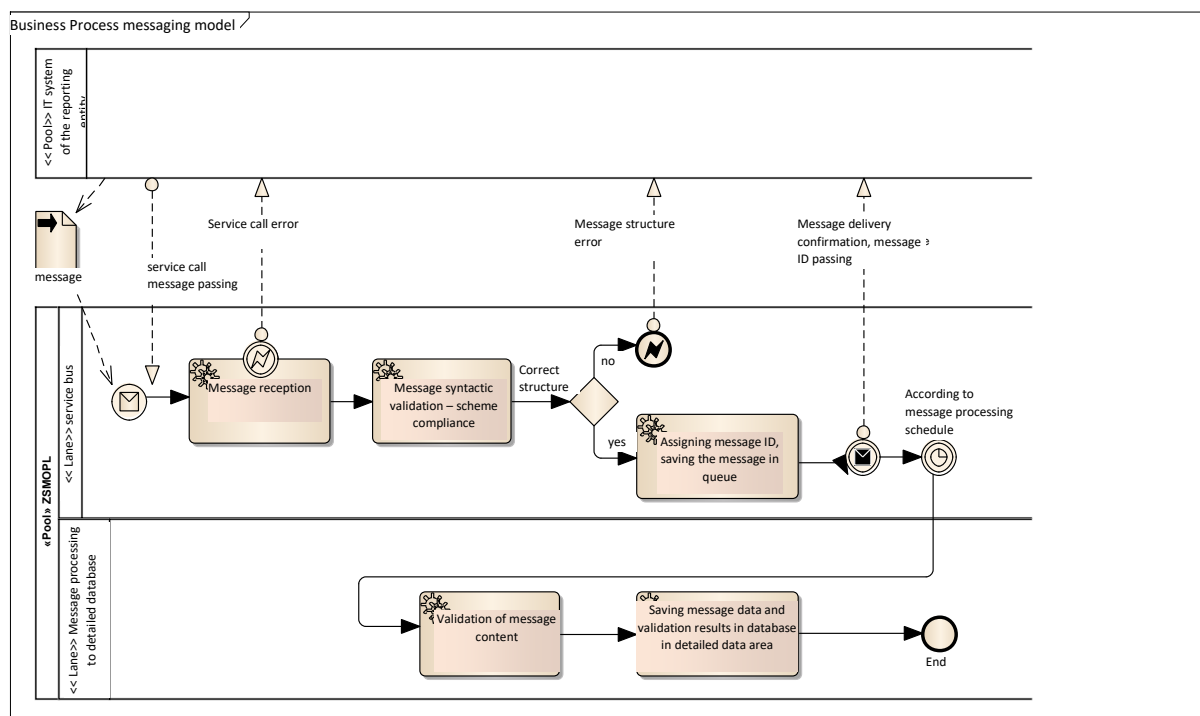 Business Process messaging model
<< Pool>> IT system
of the reporting
entity
message
service call
message passing
Service call error
Message structure
error
Message delivery
confirmation, message
ID passing
«Pool» ZSMOPL
<< Lane>> service bus
Message reception
Message syntactic
validation – scheme
compliance
Correct
structure
no
yes
Assigning message ID,
saving the message in
queue
According to
message processing
schedule
<< Lane>> Message processing
to detailed database
Validation of message
content
Saving message data and
validation results in database
in detailed data area
End